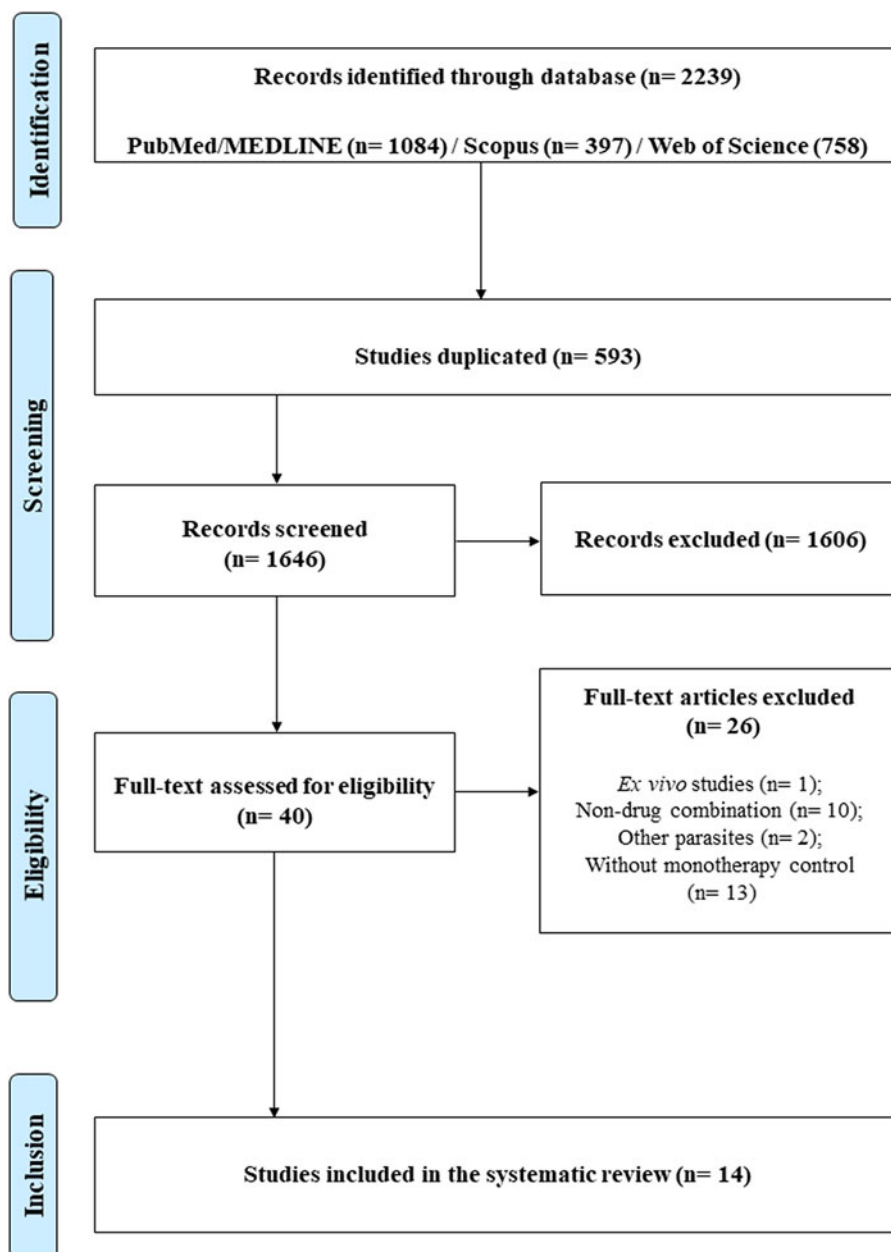 Identification
Records identified through database (n= 2239)
PubMed/MEDLINE (n= 1084) / Scopus (n= 397) / Web of Science (758)
Screening
Studies duplicated (n= 593)
Records screened
(n= 1646)
Records excluded (n= 1606)
Eligibility
Full-text assessed for eligibility
(n= 40)
Full-text articles excluded
(n= 26)
Ex vivo studies (n= 1);
Non-drug combination (n= 10);
Other parasites (n= 2);
Without monotherapy control
(n= 13)
Inclusion
Studies included in the systematic review (n= 14)